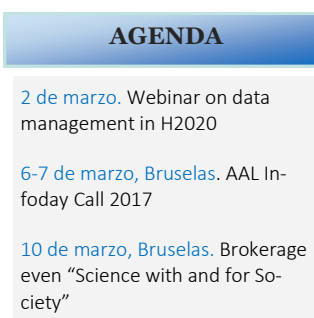 AGENDA
2 de marzo. Webinar on data
management in H2020
6-7 de marzo, Bruselas. AAL In-
foday Call 2017
10 de marzo, Bruselas. Brokerage
even “Science with and for So-
ciety”